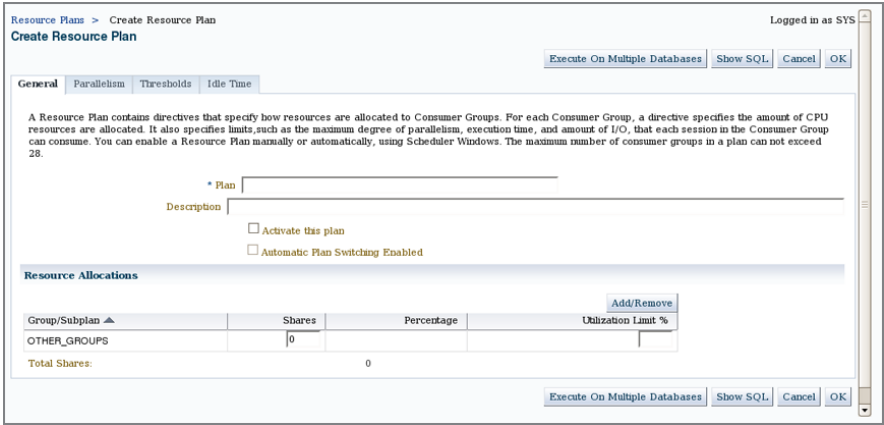 Resource Plans > Create Resource Plan
Logged in as SYS
Create Resource Plan
Execute On Multiple Databases Show SQL Cancel OK
General Parallelism Thresholds Idle Time
A Resource Plan contains directives that specify how resources are allocated to Consumer Groups. For each Consumer Group, a directive specifies the amount of CPU
resources are allocated. It also specifies limits,such as the maximum degree of parallelism, execution time, and amount of I/O, that each session in the Consumer Group
can consume. You can enable a Resource Plan manually or automatically, using Scheduler Windows. The maximum number of consumer groups in a plan can not exceed
28.
* Plan
Description
Activate this plan
Automatic Plan Switching Enabled
Resource Allocations
Add/Remove
Group/Subplan Shares Percentage Utilization Limit %
OTHER_GROUPS 0
Total Shares: 0
Execute On Multiple Databases Show SQL Cancel OK